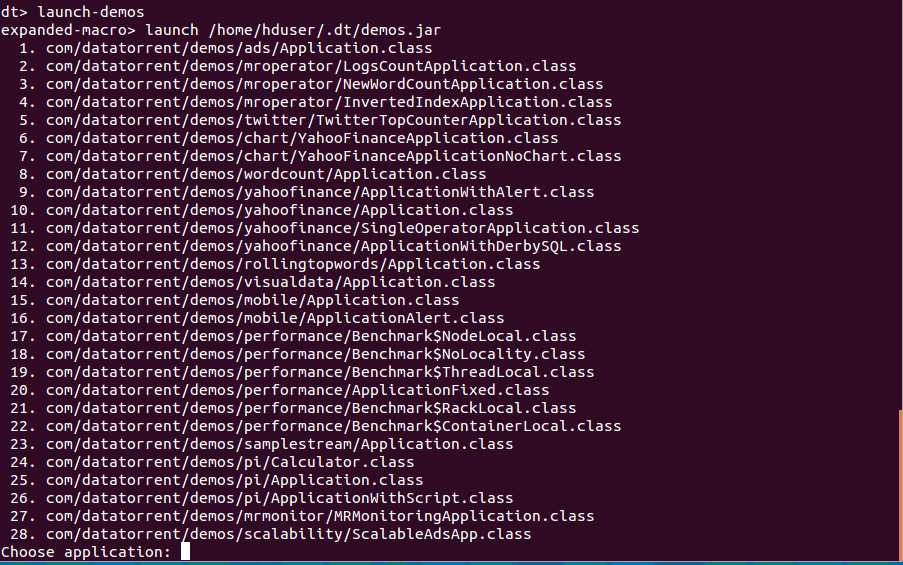 dt> launch-demos
expanded-macro> launch /home/hduser/.dt/demos.jar
1. com/datatorrent/demos/ads/Application.class
2. com/datatorrent/demos/mroperator/LogsCountApplication.class
3. com/datatorrent/demos/mroperator/NewWordCountApplication.class
4. com/datatorrent/demos/mroperator/InvertedIndexApplication.class
5. com/datatorrent/demos/twitter/TwitterTopCounterApplication.class
6. com/datatorrent/demos/chart/YahooFinanceApplication.class
7. com/datatorrent/demos/chart/YahooFinanceApplicationNoChart.class
8. com/datatorrent/demos/wordcount/Application.class
9. com/datatorrent/demos/yahoofinance/ApplicationWithAlert.class
10. com/datatorrent/demos/yahoofinance/Application.class
11. com/datatorrent/demos/yahoofinance/SingleOperatorApplication.class
12. com/datatorrent/demos/yahoofinance/ApplicationWithDerbySQL.class
13. com/datatorrent/demos/rollingtopwords/Application.class
14. com/datatorrent/demos/visualdata/Application.class
15. com/datatorrent/demos/mobile/Application.class
16. com/datatorrent/demos/mobile/ApplicationAlert.class
17. com/datatorrent/demos/performance/Benchmark$NodeLocal.class
18. com/datatorrent/demos/performance/Benchmark$NoLocality.class
19. com/datatorrent/demos/performance/Benchmark$ThreadLocal.class
20. com/datatorrent/demos/performance/ApplicationFixed.class
21. com/datatorrent/demos/performance/Benchmark$RackLocal.class
22. com/datatorrent/demos/performance/Benchmark$ContainerLocal.class
23. com/datatorrent/demos/samplestream/Application.class
24. com/datatorrent/demos/pi/Calculator.class
25. com/datatorrent/demos/pi/Application.class
26. com/datatorrent/demos/pi/ApplicationWithScript.class
27. com/datatorrent/demos/mrmonitor/MRMonitoringApplication.class
28. com/datatorrent/demos/scalability/ScalableAdsApp.class
Choose application: